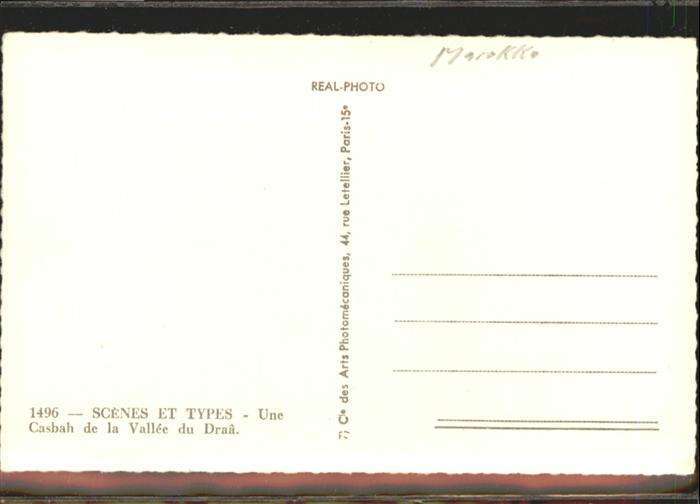 Marokko
REAL-PHOTO
Cie des Arts Photomécaniques, 44, rue Letellier, Paris-15e
1496 — SCÈNES ET TYPES - Une
Casbah de la Vallée du Draâ.